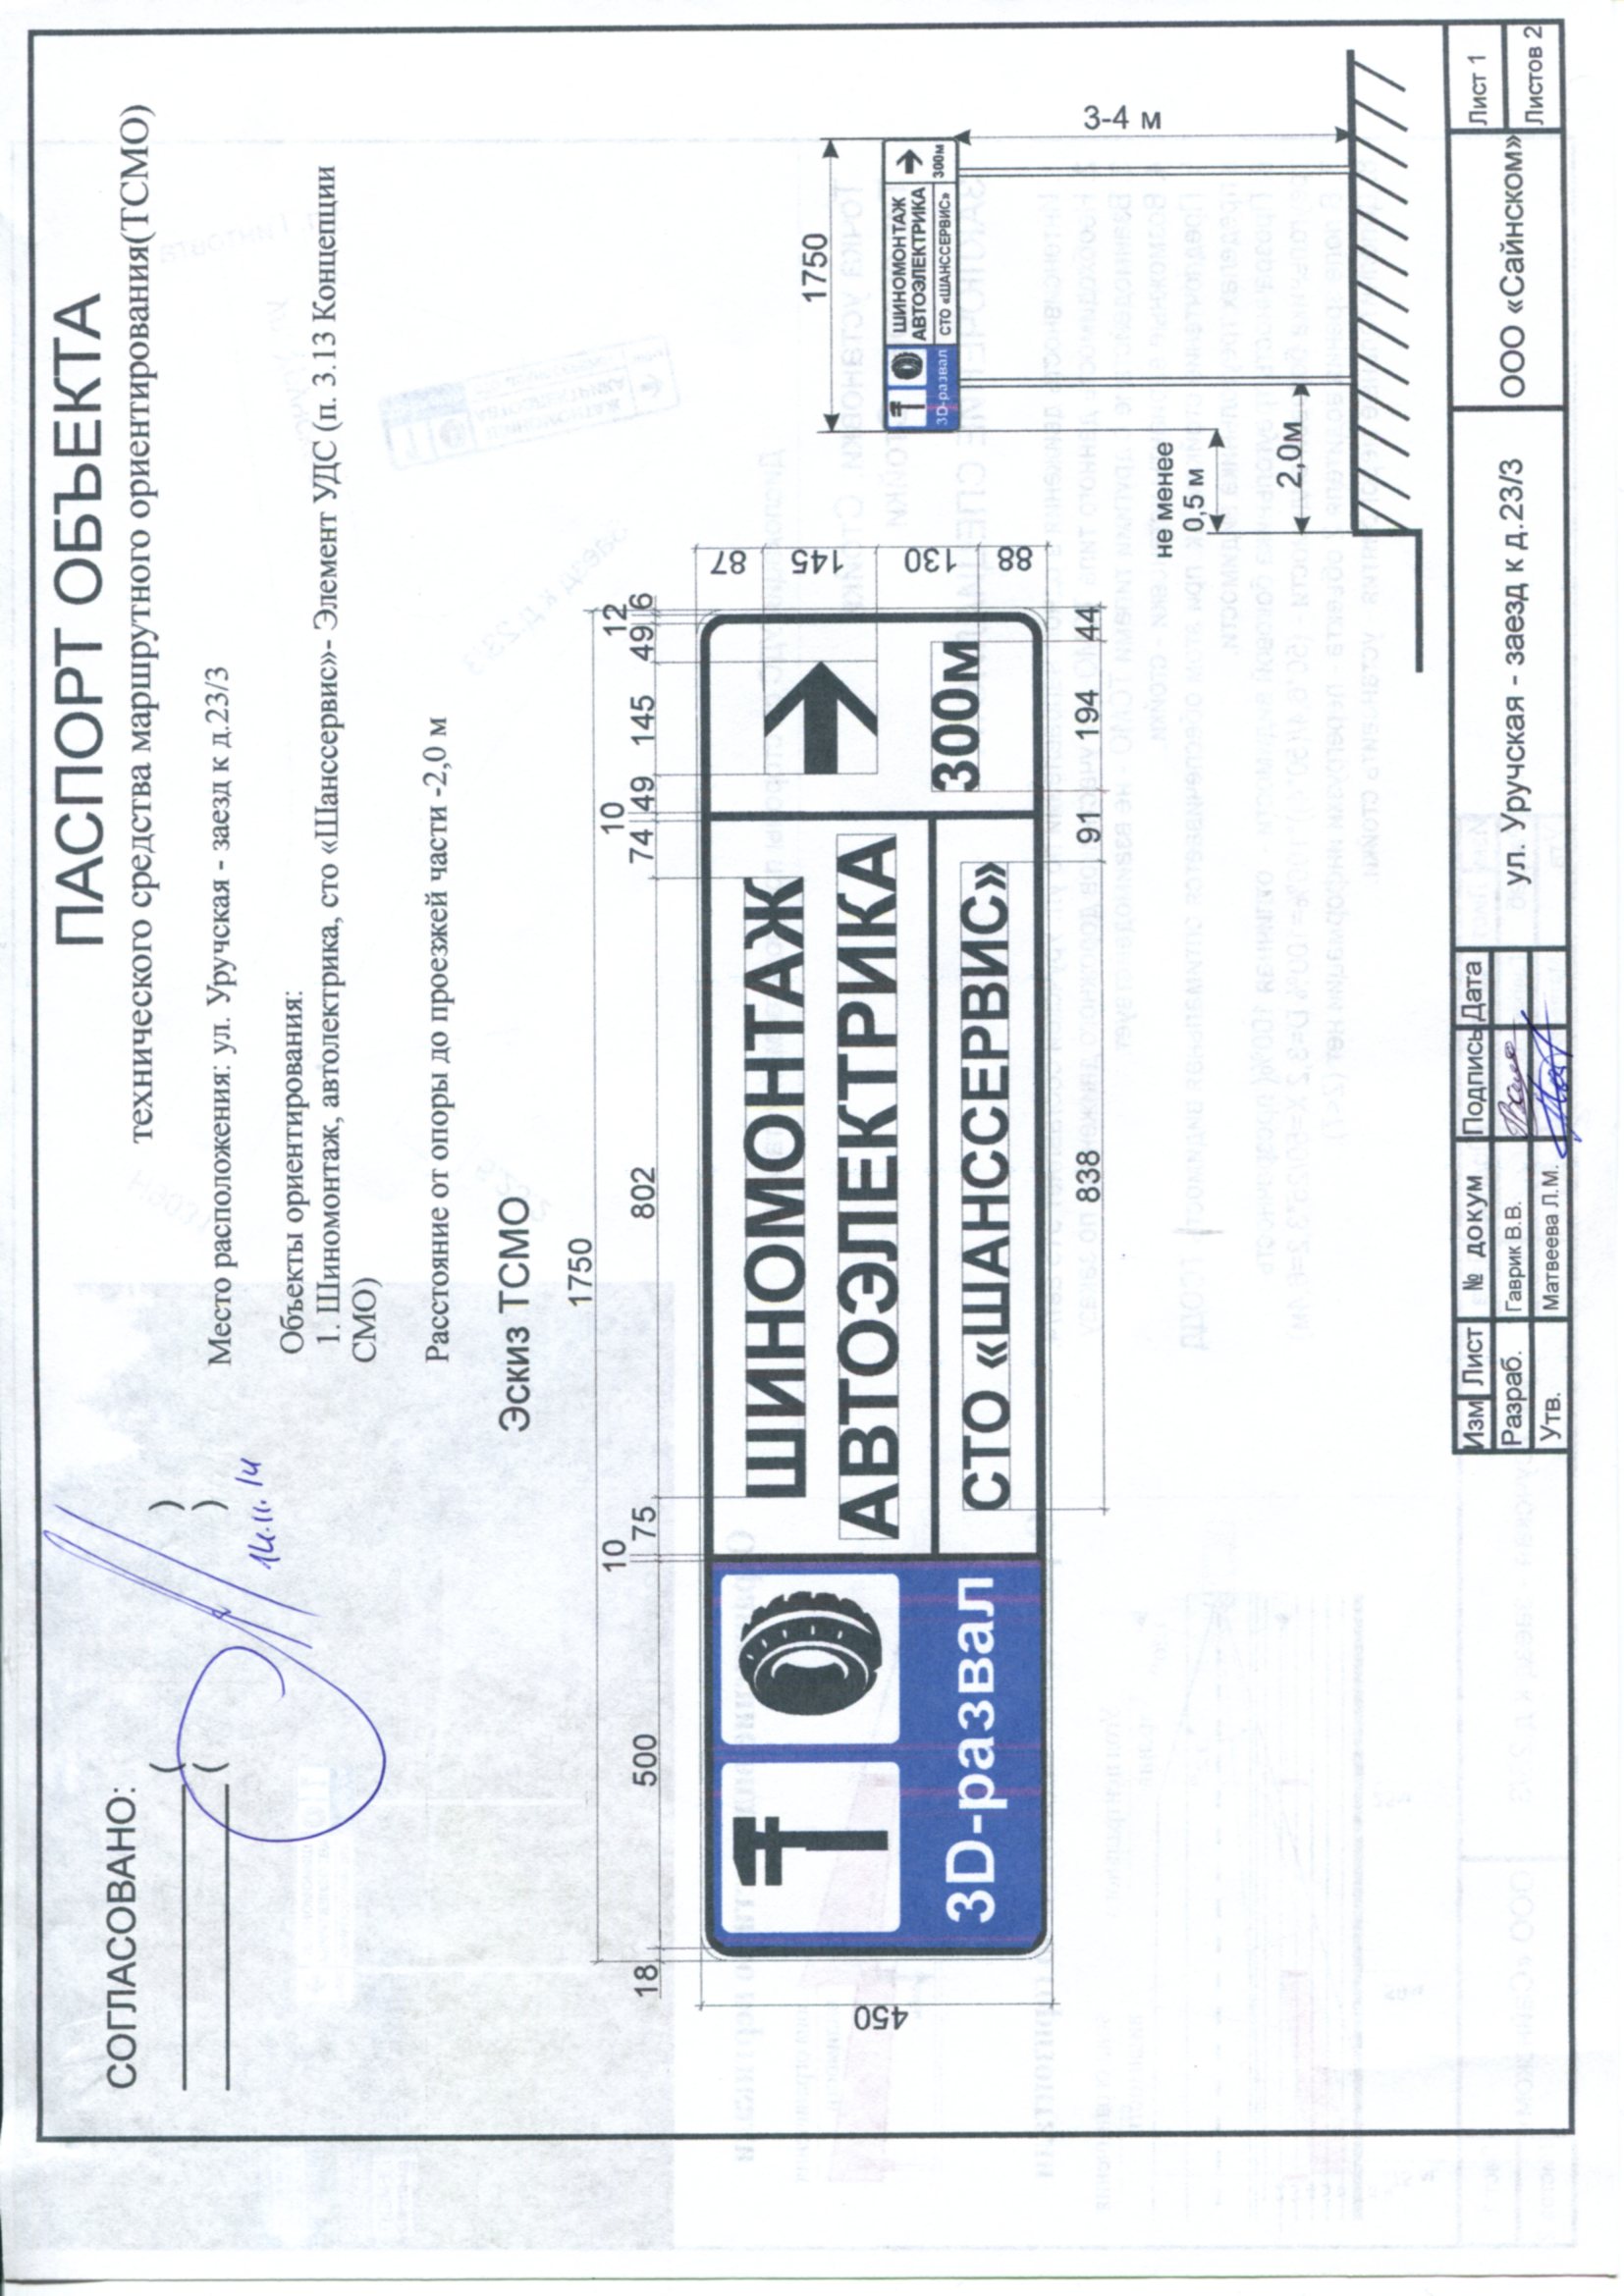 СОГЛАСОВАНО:
( )
( )
14.11.14
ПАСПОРТ ОБЪЕКТА
технического средства маршрутного ориентирования(ТСМО)
Место расположения: ул. Уручская - заезд к д.23/3
Объекты ориентирования:
1. Шиномонтаж, автолектрика, сто «Шанссервис»- Элемент УДС (п. 3.13 Концепции
СМО)
Расстояние от опоры до проезжей части -2,0 м
Эскиз ТСМО
1750
10 10 12
18 500 75 802 74 49 145 49 6
450
3D-развал
ШИНОМОНТАЖ
АВТОЭЛЕКТРИКА
СТО «ШАНССЕРВИС»
300м
87
145
130
88
838 91 194 44
1750
3D-развал
ШИНОМОНТАЖ
АВТОЭЛЕКТРИКА
СТО «ШАНССЕРВИС»
300м
3-4 м
не менее
0,5 м
2,0м
Изм Лист № докум Подпись Дата
Разраб. Гаврик В.В.
Утв. Матвеева Л.М.
ул. Уручская - заезд к д.23/3
ООО «Сайнском»
Лист 1
Листов 2